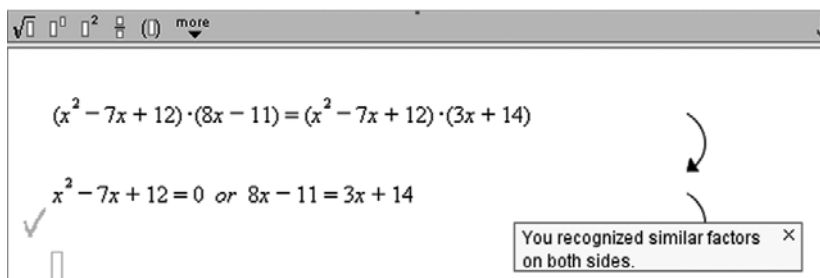 √▯ ▯▯ ▯² ▯/▯ (▯) more
(x² − 7x + 12)·(8x − 11) = (x² − 7x + 12)·(3x + 14)
x² − 7x + 12 = 0 or 8x − 11 = 3x + 14
You recognized similar factors
on both sides.